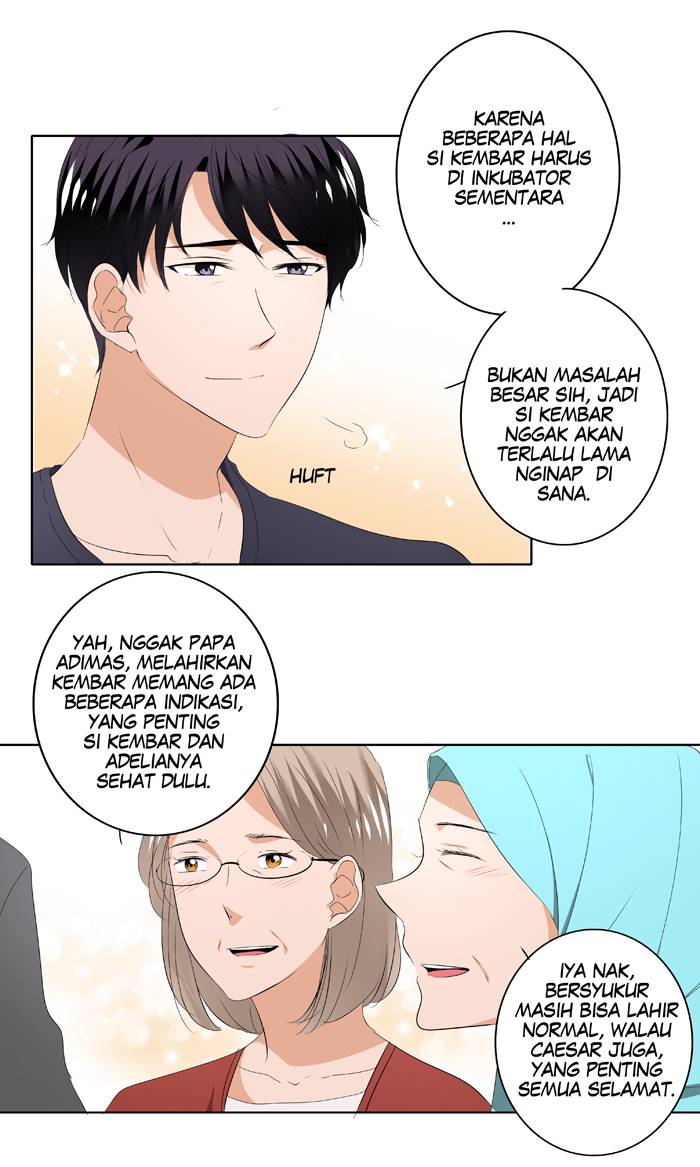 KARENA
BEBERAPA HAL
SI KEMBAR HARUS
DI INKUBATOR
SEMENTARA
...
BUKAN MASALAH
BESAR SIH, JADI
SI KEMBAR
NGGAK AKAN
TERLALU LAMA
NGINAP DI
SANA.
HUFT
YAH, NGGAK PAPA
ADIMAS, MELAHIRKAN
KEMBAR MEMANG ADA
BEBERAPA INDIKASI,
YANG PENTING
SI KEMBAR DAN
ADELIANYA
SEHAT DULU.
IYA NAK,
BERSYUKUR
MASIH BISA LAHIR
NORMAL, WALAU
CAESAR JUGA,
YANG PENTING
SEMUA SELAMAT.